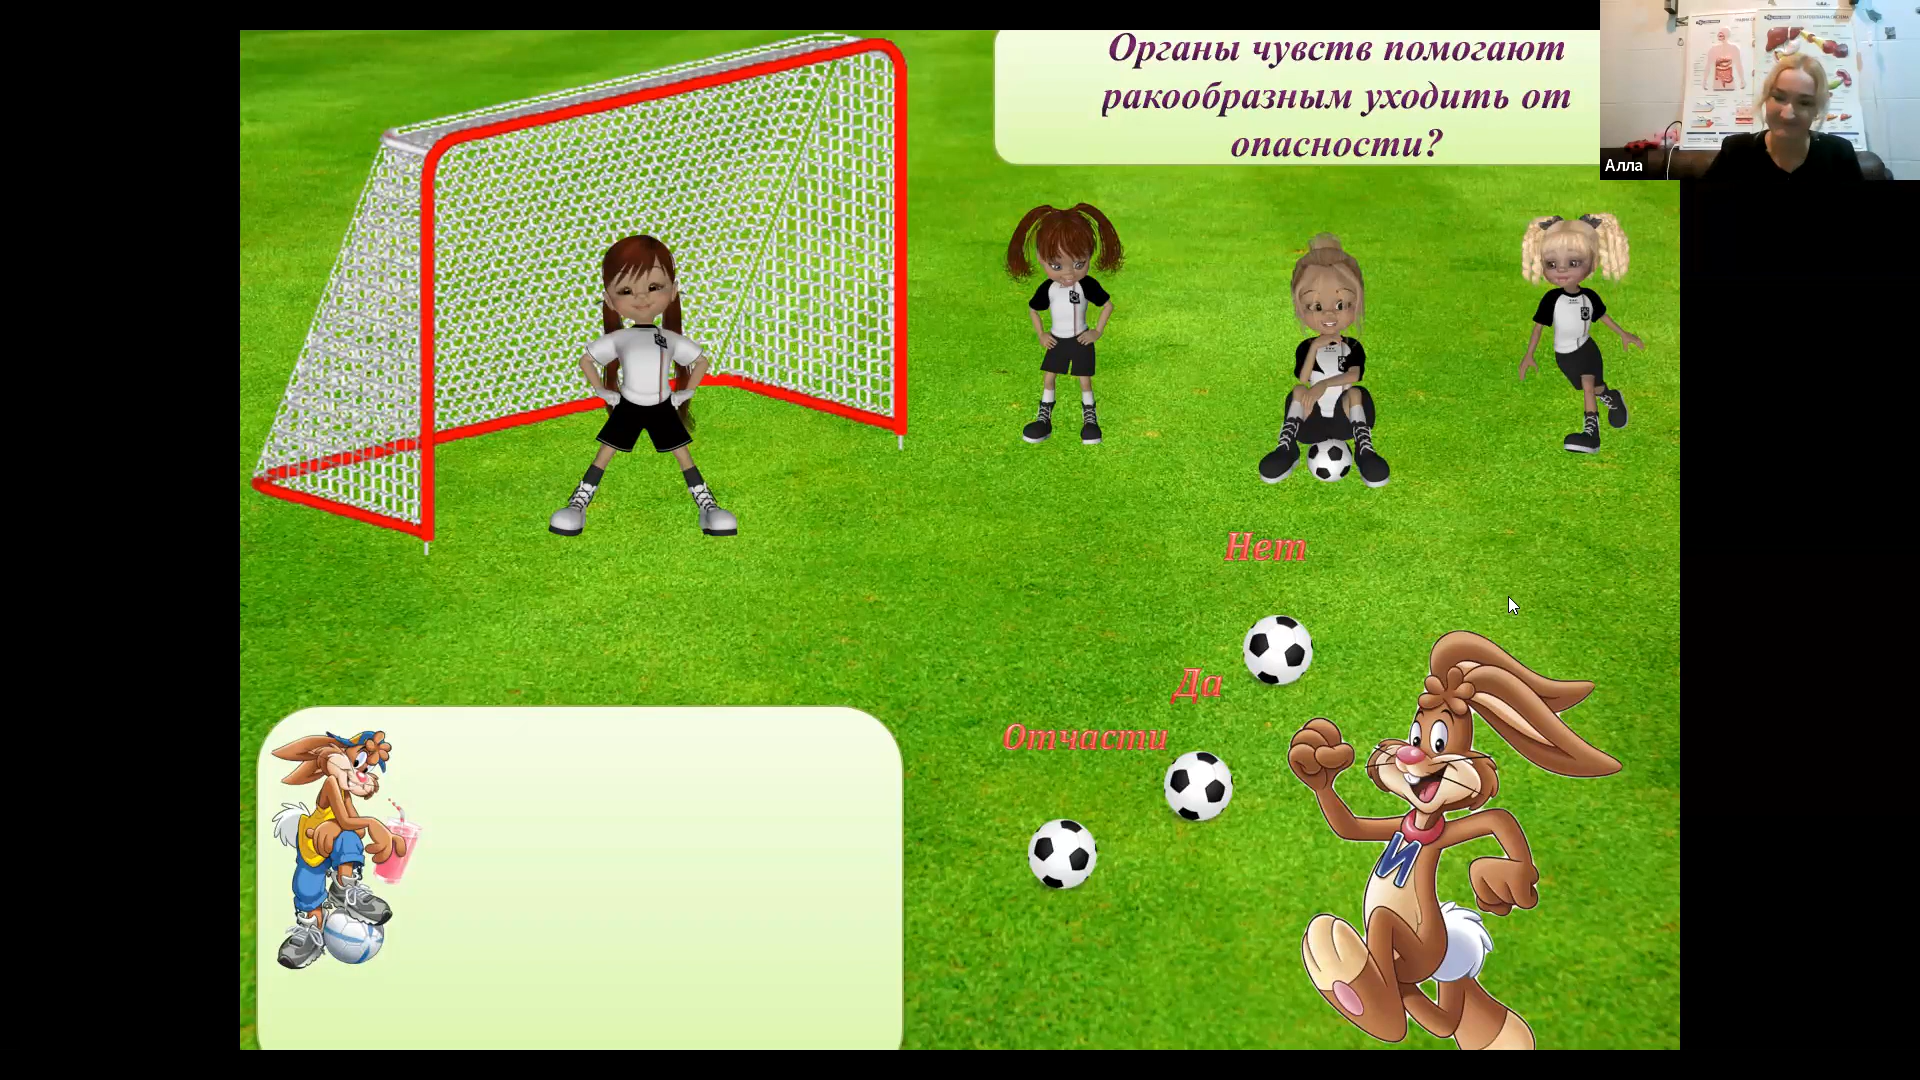 Органы чувств помогают
ракообразным уходить от
опасности?
Алла
Нет
Да
Отчасти
И